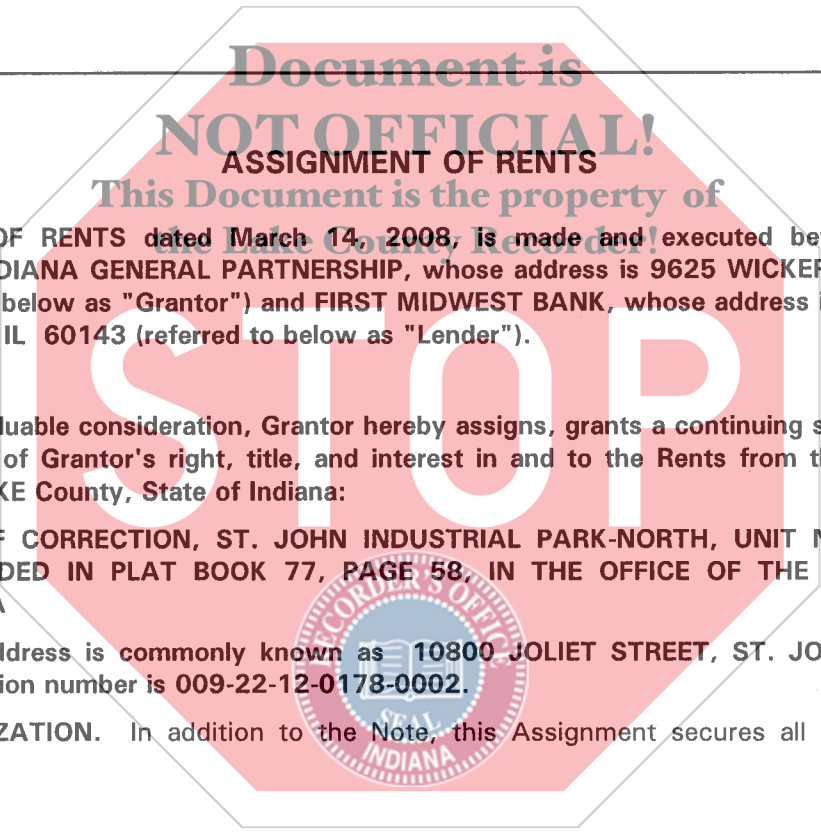 Document is
NOT OFFICIAL!
ASSIGNMENT OF RENTS
This Document is the property of
the Lake County Recorder!
OF RENTS dated March 14, 2008, is made and executed be
DIANA GENERAL PARTNERSHIP, whose address is 9625 WICKER
below as "Grantor") and FIRST MIDWEST BANK, whose address i
IL 60143 (referred to below as "Lender").
STOP
luable consideration, Grantor hereby assigns, grants a continuing s
of Grantor's right, title, and interest in and to the Rents from th
KE County, State of Indiana:
F CORRECTION, ST. JOHN INDUSTRIAL PARK-NORTH, UNIT N
DED IN PLAT BOOK 77, PAGE 58, IN THE OFFICE OF THE
A
ddress is commonly known as 10800 JOLIET STREET, ST. JO
ion number is 009-22-12-0178-0002.
ZATION. In addition to the Note, this Assignment secures all
RECORDER'S OFFICE
SEAL
INDIANA